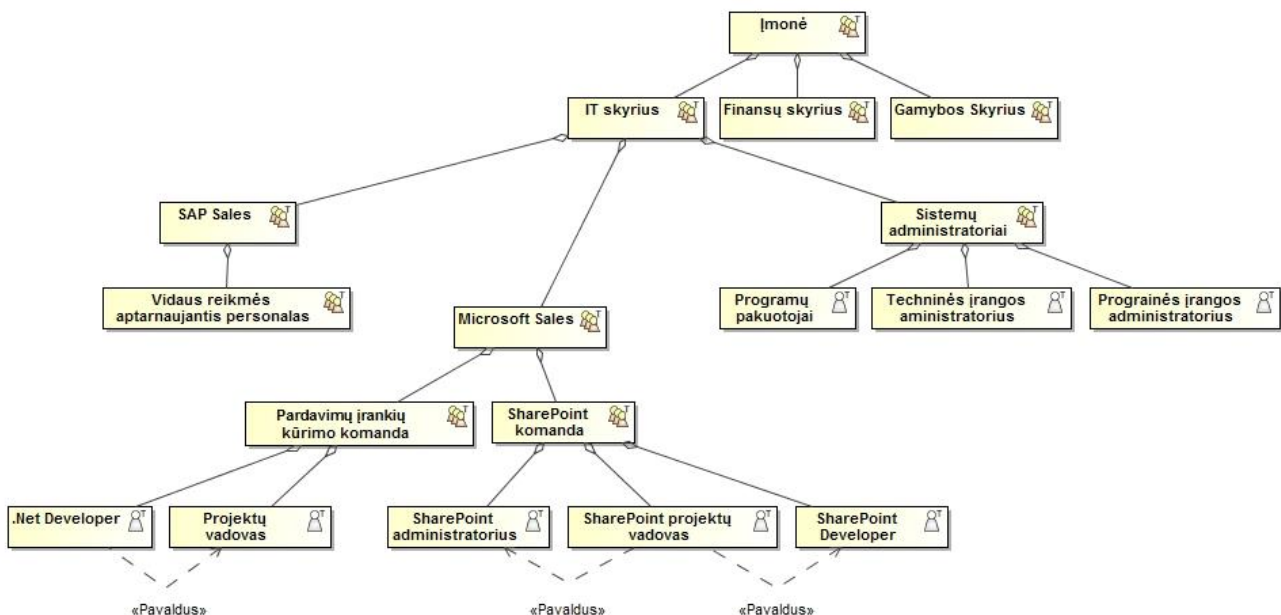 Įmonė
IT skyrius
Finansų skyrius
Gamybos Skyrius
SAP Sales
Sistemų
administratoriai
Vidaus reikmės
aptarnaujantis personalas
Programų
pakuotojai
Techninės įrangos
aministratorius
Prograinės įrangos
administratorius
Microsoft Sales
Pardavimų įrankių
kūrimo komanda
SharePoint
komanda
.Net Developer
Projektų
vadovas
SharePoint
administratorius
SharePoint projektų
vadovas
SharePoint
Developer
«Pavaldus»
«Pavaldus»
«Pavaldus»